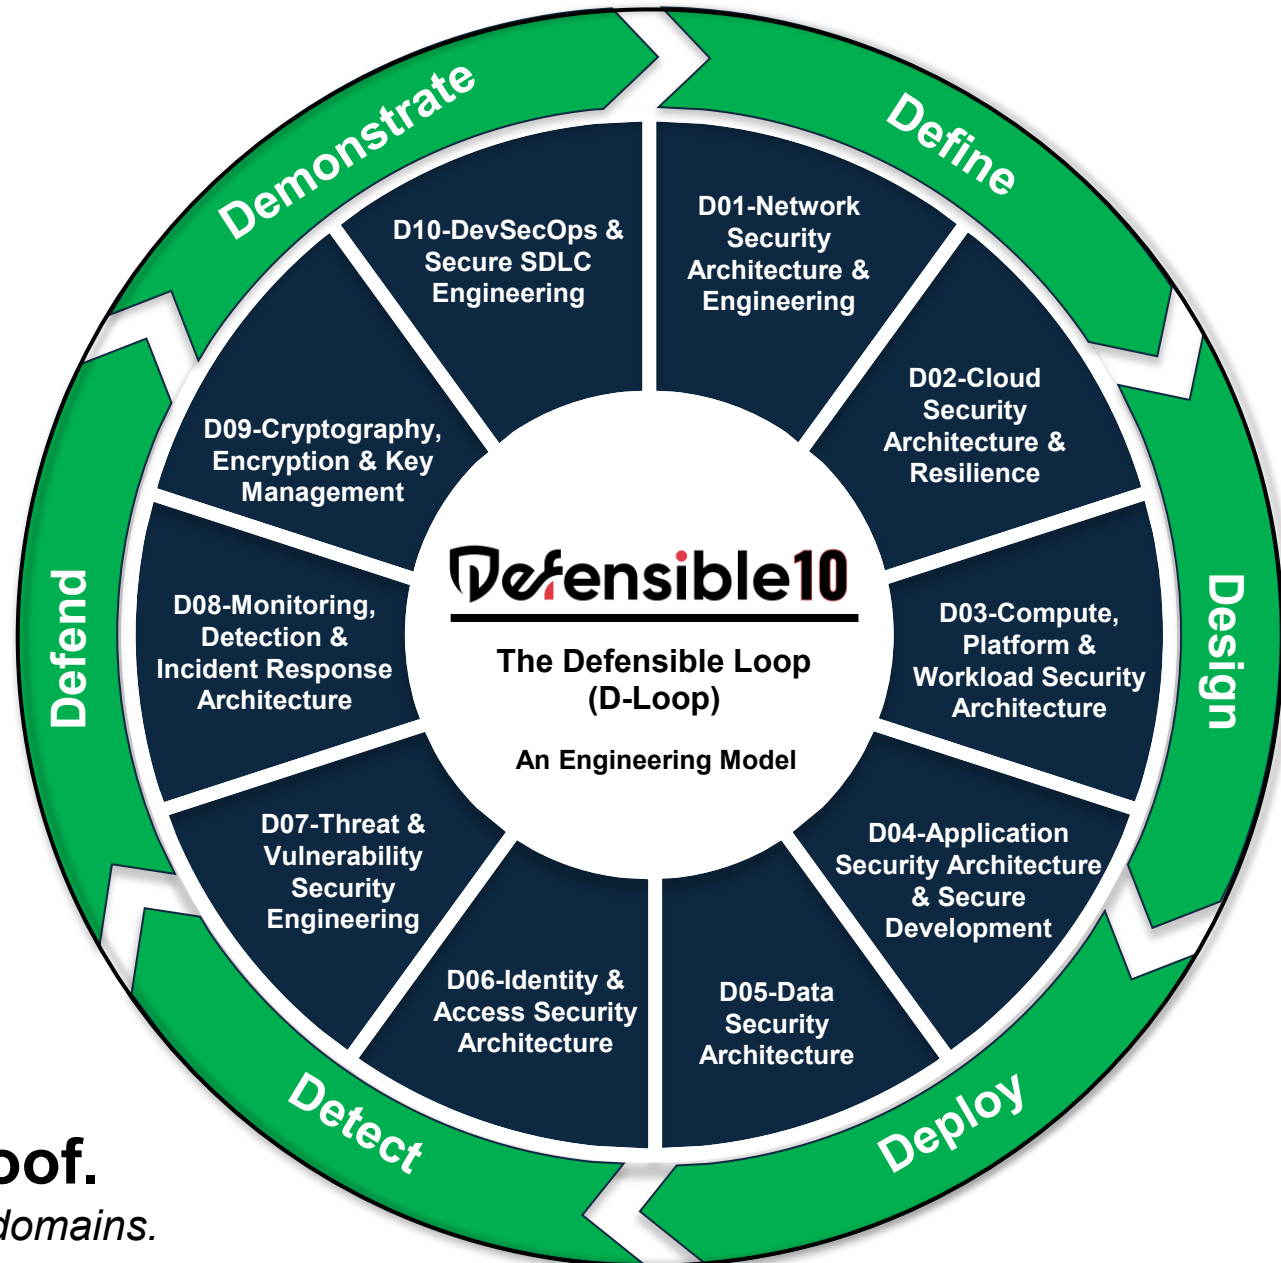 Define
Design
Deploy
Detect
Defend
Demonstrate
D01-Network
Security
Architecture &
Engineering
D02-Cloud
Security
Architecture &
Resilience
D03-Compute,
Platform &
Workload Security
Architecture
D04-Application
Security Architecture
& Secure
Development
D05-Data
Security
Architecture
D06-Identity &
Access Security
Architecture
D07-Threat &
Vulnerability
Security
Engineering
D08-Monitoring,
Detection &
Incident Response
Architecture
D09-Cryptography,
Encryption & Key
Management
D10-DevSecOps &
Secure SDLC
Engineering
Defensible10
The Defensible Loop
(D-Loop)
An Engineering Model
oof.
domains.